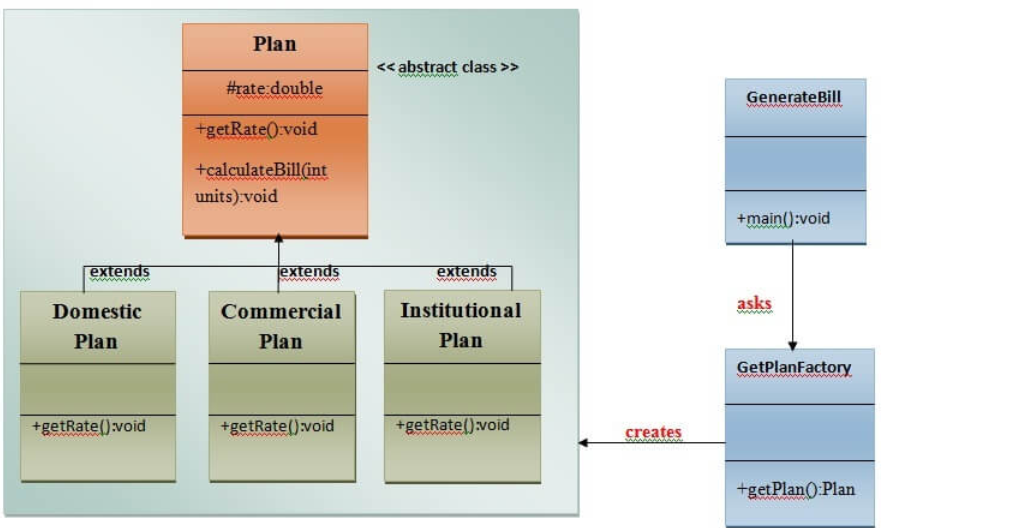 Plan
<< abstract class >>
#rate:double
+getRate():void
+calculateBill(int
units):void
extends
extends
extends
Domestic
Plan
+getRate():void
Commercial
Plan
+getRate():void
Institutional
Plan
+getRate():void
GenerateBill
+main():void
asks
GetPlanFactory
+getPlan():Plan
creates